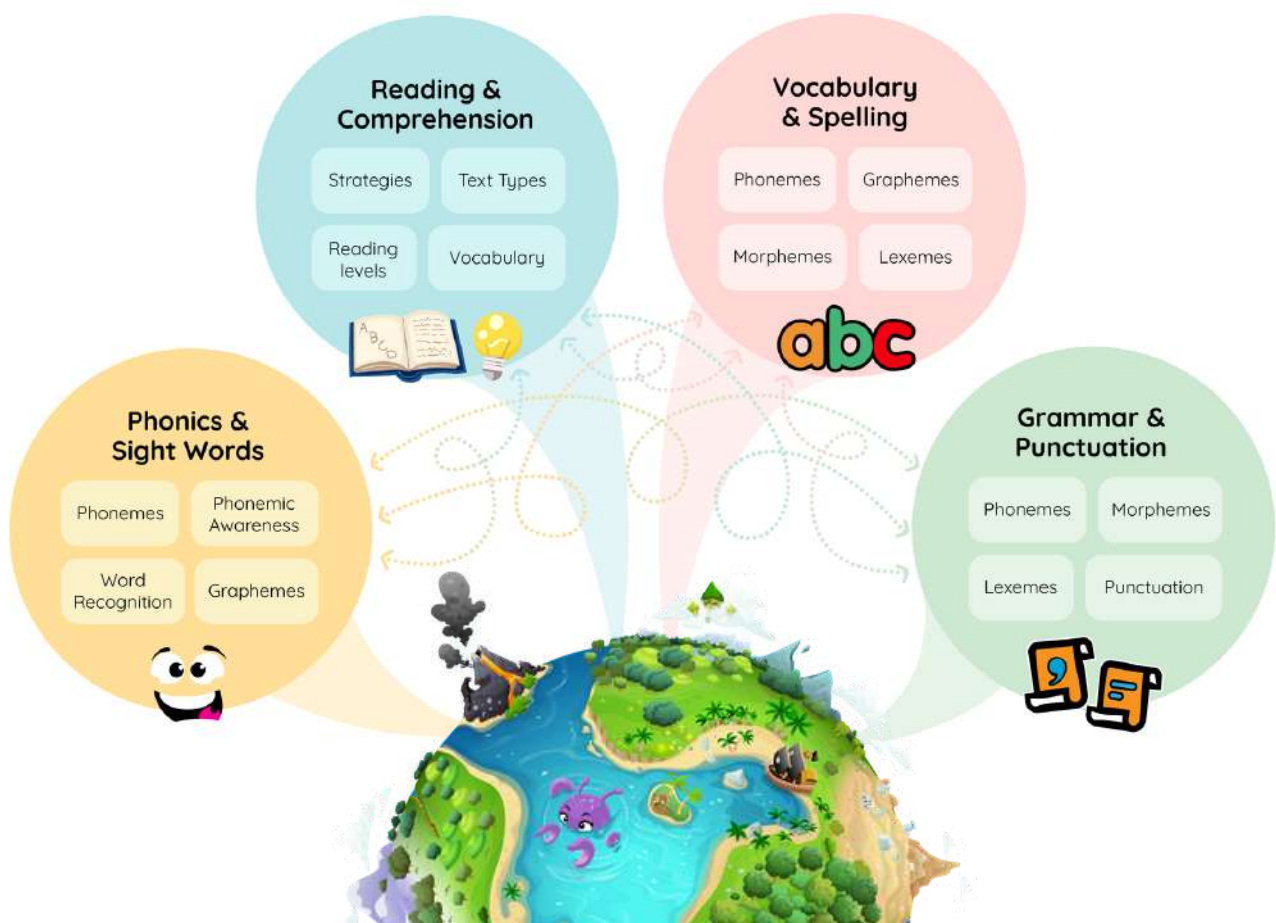 Reading &
Comprehension
Strategies
Text Types
Reading
levels
Vocabulary
ABCD
Vocabulary
& Spelling
Phonemes
Graphemes
Morphemes
Lexemes
abc
Phonics &
Sight Words
Phonemes
Phonemic
Awareness
Word
Recognition
Graphemes
Grammar &
Punctuation
Phonemes
Morphemes
Lexemes
Punctuation
,